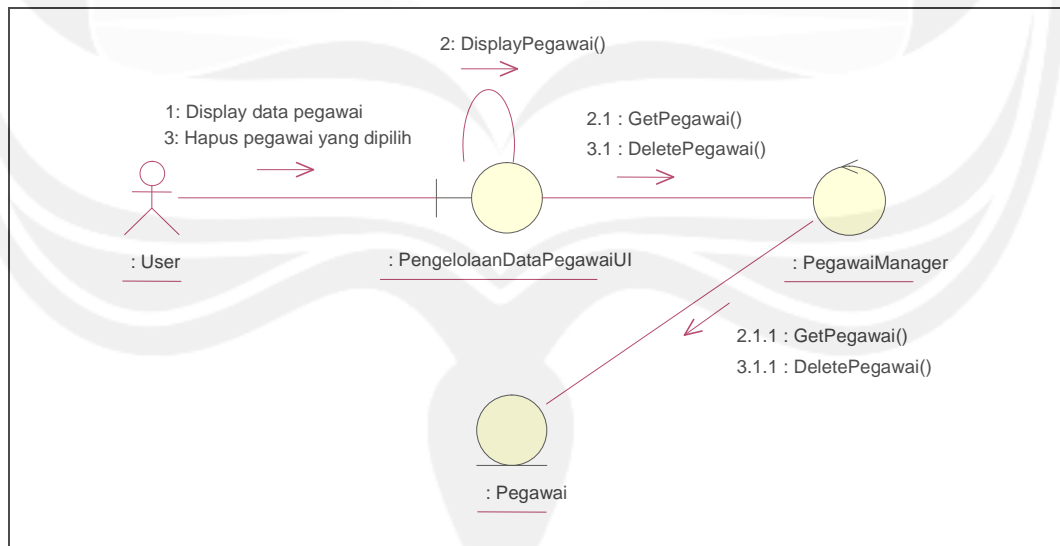 2: DisplayPegawai()
1: Display data pegawai
3: Hapus pegawai yang dipilih
2.1 : GetPegawai()
3.1 : DeletePegawai()
: User
: PengelolaanDataPegawaiUI
: PegawaiManager
2.1.1 : GetPegawai()
3.1.1 : DeletePegawai()
: Pegawai